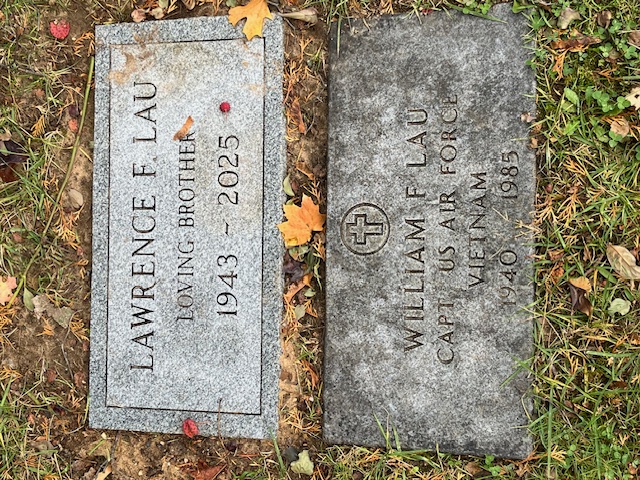 LAWRENCE F. LAU
LOVING BROTHER
1943 ~ 2025
WILLIAM F LAU
CAPT US AIR FORCE
VIETNAM
1940 1985